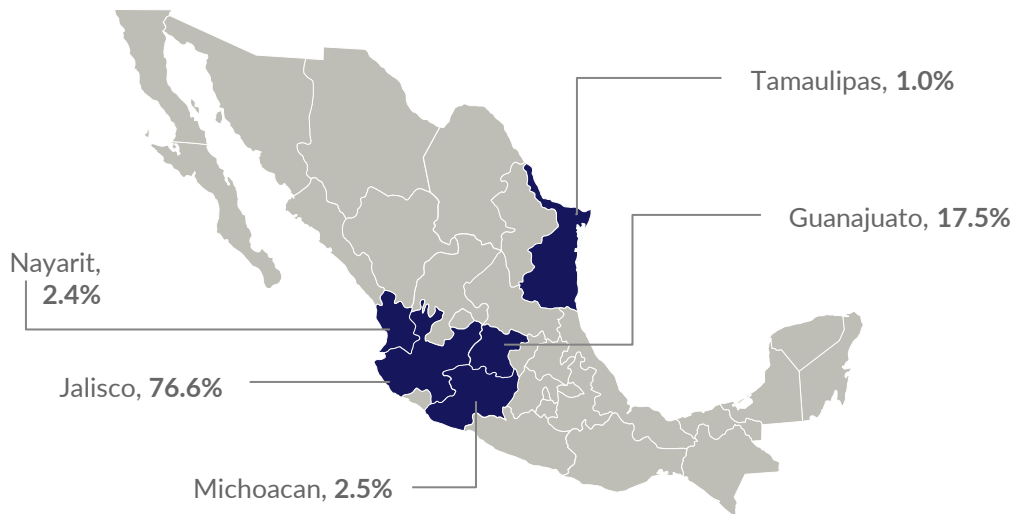 Tamaulipas, 1.0%
Guanajuato, 17.5%
Nayarit,
2.4%
Jalisco, 76.6%
Michoacan, 2.5%